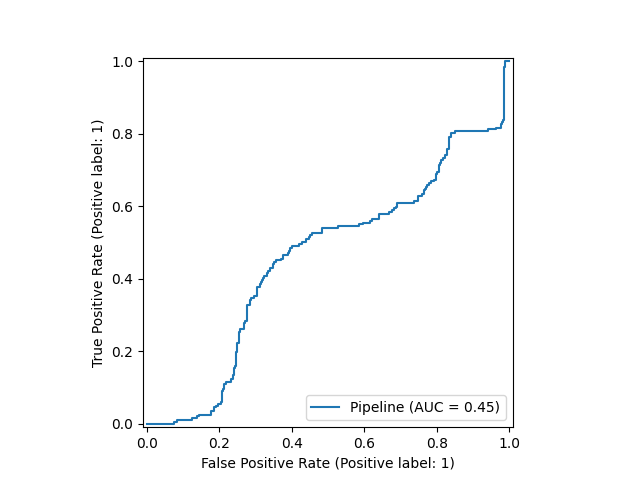 1.0
0.8
0.6
0.4
0.2
0.0
True Positive Rate (Positive label: 1)
Pipeline (AUC = 0.45)
0.0 0.2 0.4 0.6 0.8 1.0
False Positive Rate (Positive label: 1)